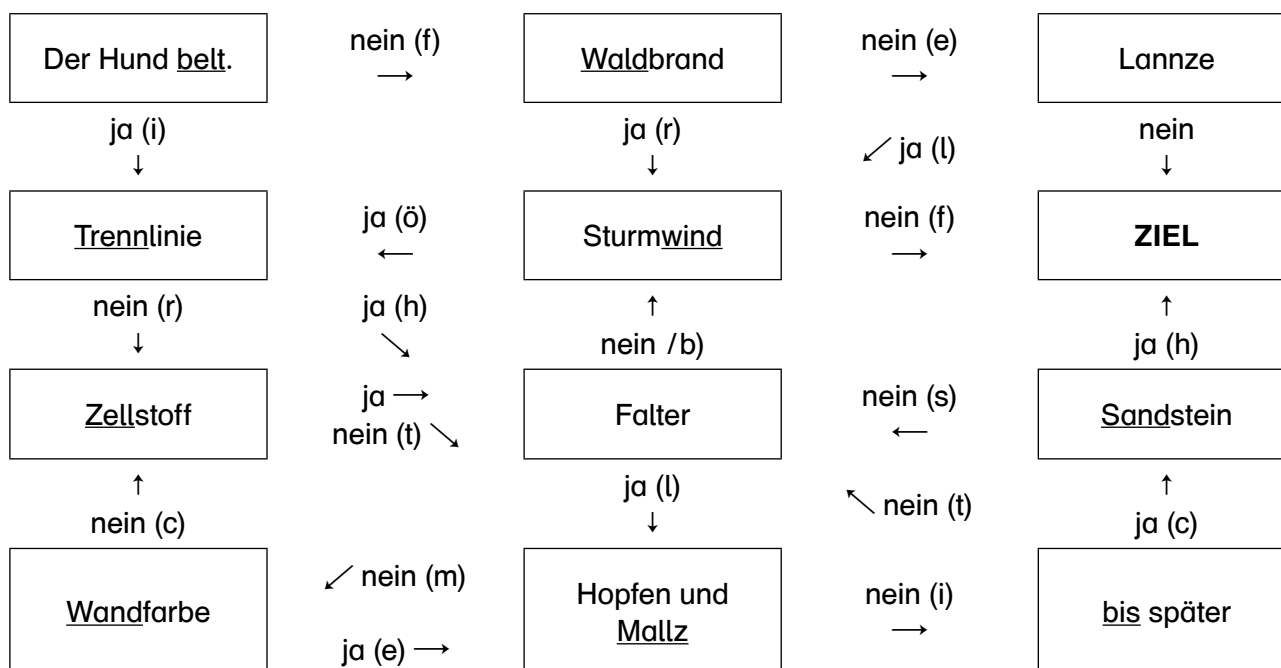 Der Hund belt.
nein (f)
→
Waldbrand
nein (e)
→
Lannze
ja (i)
↓
ja (r)
↓
↙ ja (l)
nein
↓
Trennlinie
ja (ö)
←
Sturmwind
nein (f)
→
ZIEL
nein (r)
↓
ja (h)
↘
↑
nein /b)
↑
ja (h)
Zellstoff
ja →
nein (t) ↘
Falter
nein (s)
←
Sandstein
↑
nein (c)
ja (l)
↓
↖ nein (t)
↑
ja (c)
Wandfarbe
↙ nein (m)
ja (e) →
Hopfen und
Mallz
nein (i)
→
bis später